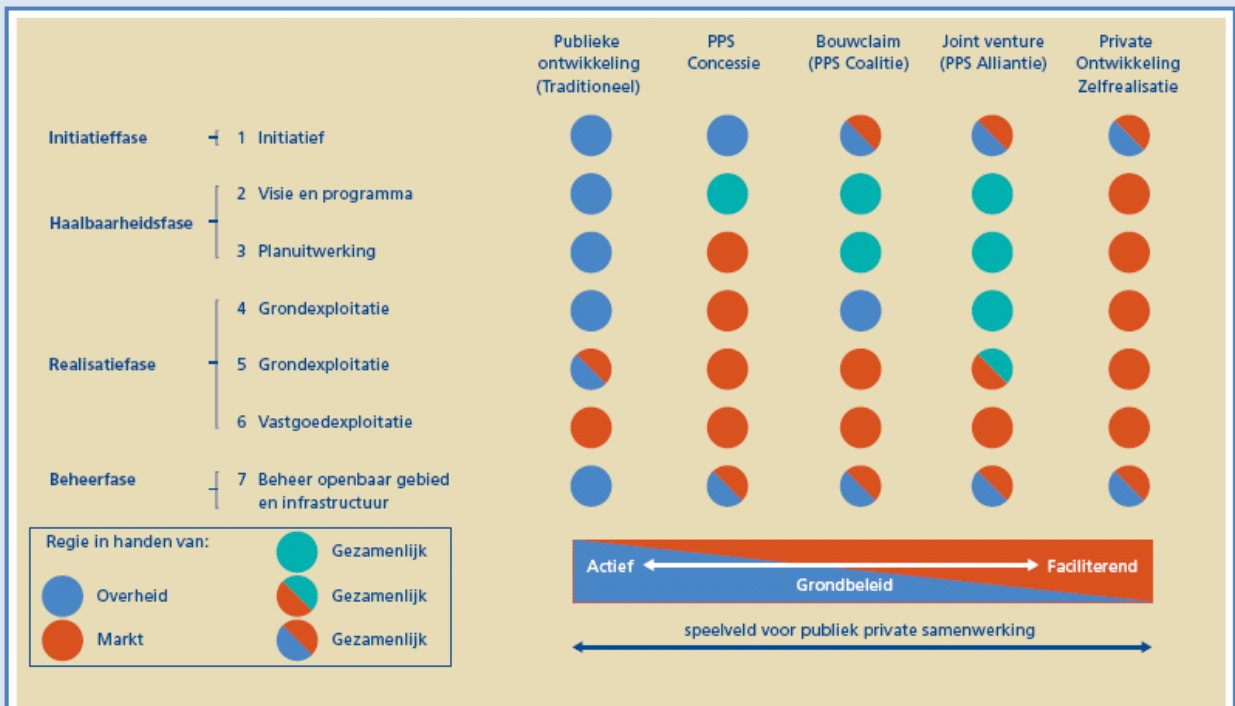 Publieke ontwikkeling (Traditioneel)
PPS Concessie
Bouwclaim (PPS Coalitie)
Joint venture (PPS Alliantie)
Private Ontwikkeling Zelfrealisatie
Initiatieffase
1 Initiatief
Haalbaarheidsfase
2 Visie en programma
3 Planuitwerking
Realisatiefase
4 Grondexploitatie
5 Grondexploitatie
6 Vastgoedexploitatie
Beheerfase
7 Beheer openbaar gebied
en infrastructuur
Regie in handen van:
Overheid
Markt
Gezamenlijk
Gezamenlijk
Gezamenlijk
Actief
Faciliterend
Grondbeleid
speelveld voor publiek private samenwerking